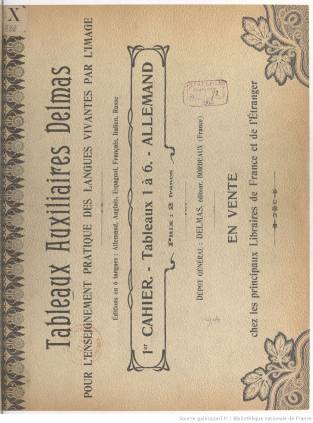 Tableaux Auxiliaires Delmas
POUR L'ENSEIGNEMENT PRATIQUE DES LANGUES VIVANTES PAR L'IMAGE
Éditions en 6 langues : Allemand, Anglais, Espagnol, Français, Italien, Russe
1er CAHIER. - Tableaux 1 à 6. - ALLEMAND
PRIX : 2 francs
DÉPOT GÉNÉRAL : DELMAS, éditeur, BORDEAUX (France).
EN VENTE
chez les principaux Libraires de France et de l'Étranger
X
Source gallica.bnf.fr / Bibliothèque nationale de France